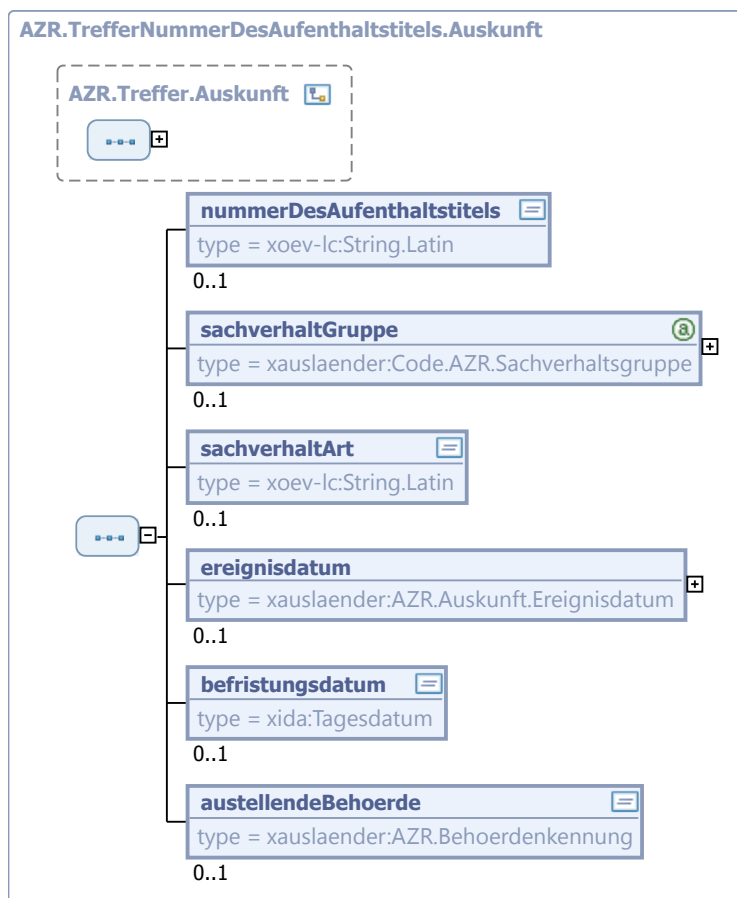 AZR.TrefferNummerDesAufenthaltstitels.Auskunft
AZR.Treffer.Auskunft
nummerDesAufenthaltstitels
type = xoev-lc:String.Latin
0..1
sachverhaltGruppe
type = xauslaender:Code.AZR.Sachverhaltsgruppe
0..1
sachverhaltArt
type = xoev-lc:String.Latin
0..1
ereignisdatum
type = xauslaender:AZR.Auskunft.Ereignisdatum
0..1
befristungsdatum
type = xida:Tagesdatum
0..1
austellendeBehoerde
type = xauslaender:AZR.Behoerdenkennung
0..1